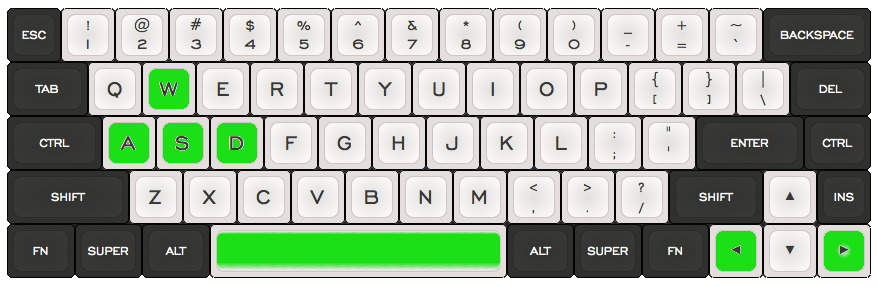 ESC ! 1 @ 2 # 3 $ 4 % 5 ^ 6 & 7 * 8 ( 9 ) 0 _ - + = ~ ` BACKSPACE
TAB Q W E R T Y U I O P { [ } ] | \ DEL
CTRL A S D F G H J K L : ; " ' ENTER CTRL
SHIFT Z X C V B N M < , > . ? / SHIFT ▲ INS
FN SUPER ALT ALT SUPER FN ◄ ▼ ►